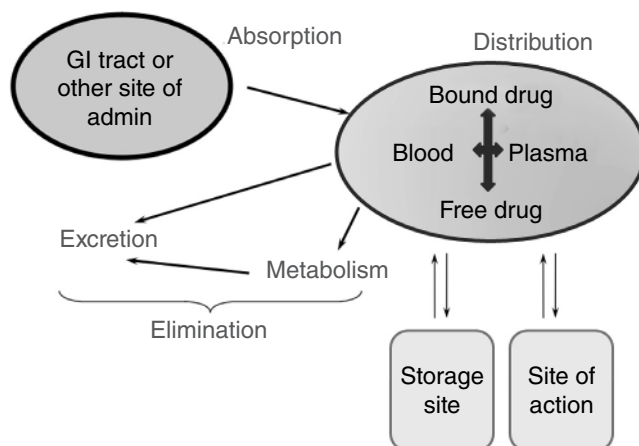 Absorption
Distribution
GI tract or
other site of
admin
Bound drug
Blood
Plasma
Free drug
Excretion
Metabolism
Elimination
Storage
site
Site of
action